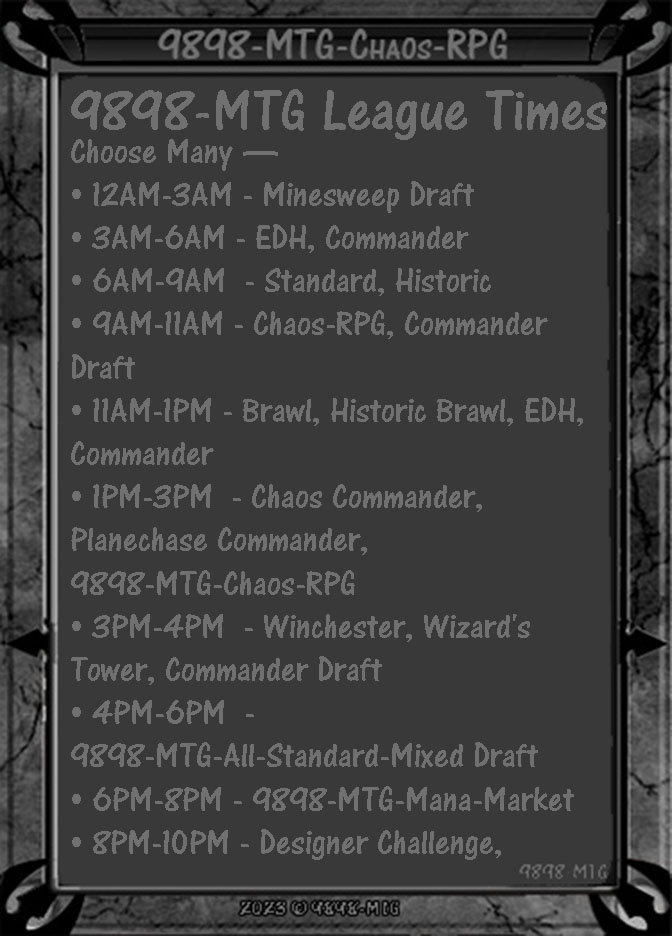 9898-MTG-Chaos-RPG
9898-MTG League Times
Choose Many —
• 12AM-3AM - Minesweep Draft
• 3AM-6AM - EDH, Commander
• 6AM-9AM  - Standard, Historic
• 9AM-11AM - Chaos-RPG, Commander
Draft
• 11AM-1PM - Brawl, Historic Brawl, EDH,
Commander
• 1PM-3PM  - Chaos Commander,
Planechase Commander,
9898-MTG-Chaos-RPG
• 3PM-4PM  - Winchester, Wizard's
Tower, Commander Draft
• 4PM-6PM  -
9898-MTG-All-Standard-Mixed Draft
• 6PM-8PM - 9898-MTG-Mana-Market
• 8PM-10PM - Designer Challenge,
9898 MTG
2023 © 9898-MTG